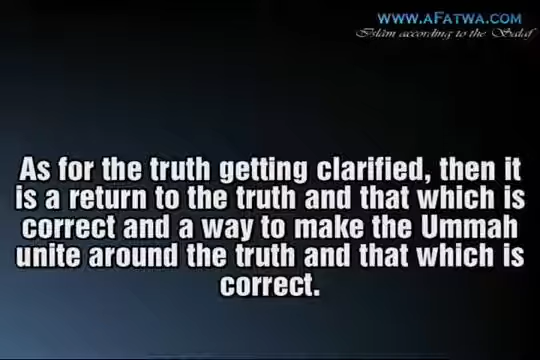 WWW.AFATWA.COM
Islam according to the Salaf
As for the truth getting clarified, then it
is a return to the truth and that which is
correct and a way to make the Ummah
unite around the truth and that which is
correct.